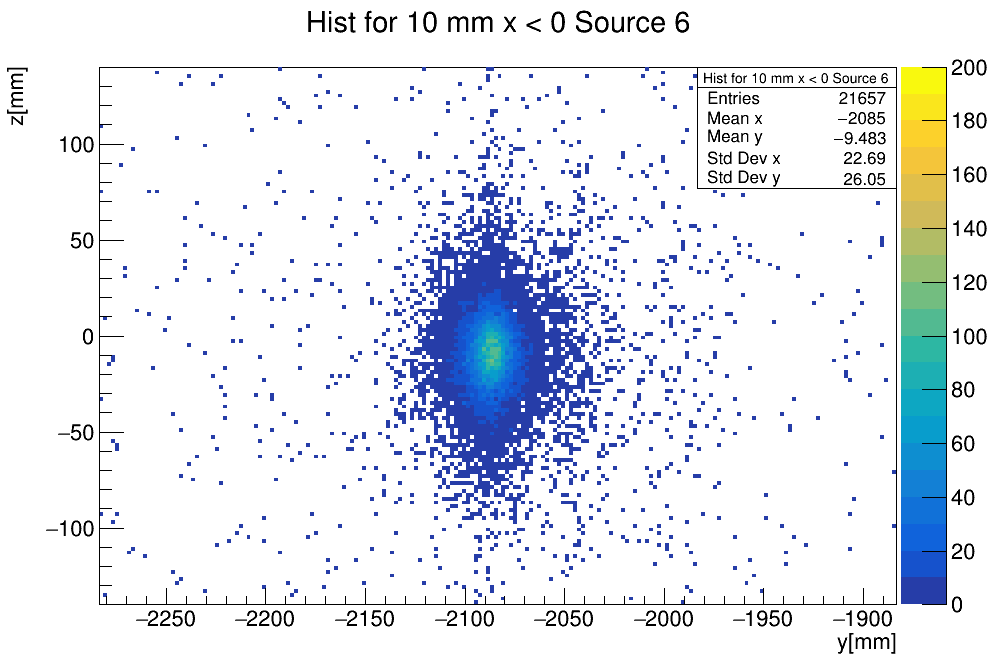 Hist for 10 mm x < 0 Source 6
z[mm]
Hist for 10 mm x < 0 Source 6
Entries 21657
Mean x −2085
Mean y −9.483
Std Dev x 22.69
Std Dev y 26.05
100
50
0
−50
−100
−2250 −2200 −2150 −2100 −2050 −2000 −1950 −1900
y[mm]
200
180
160
140
120
100
80
60
40
20
0